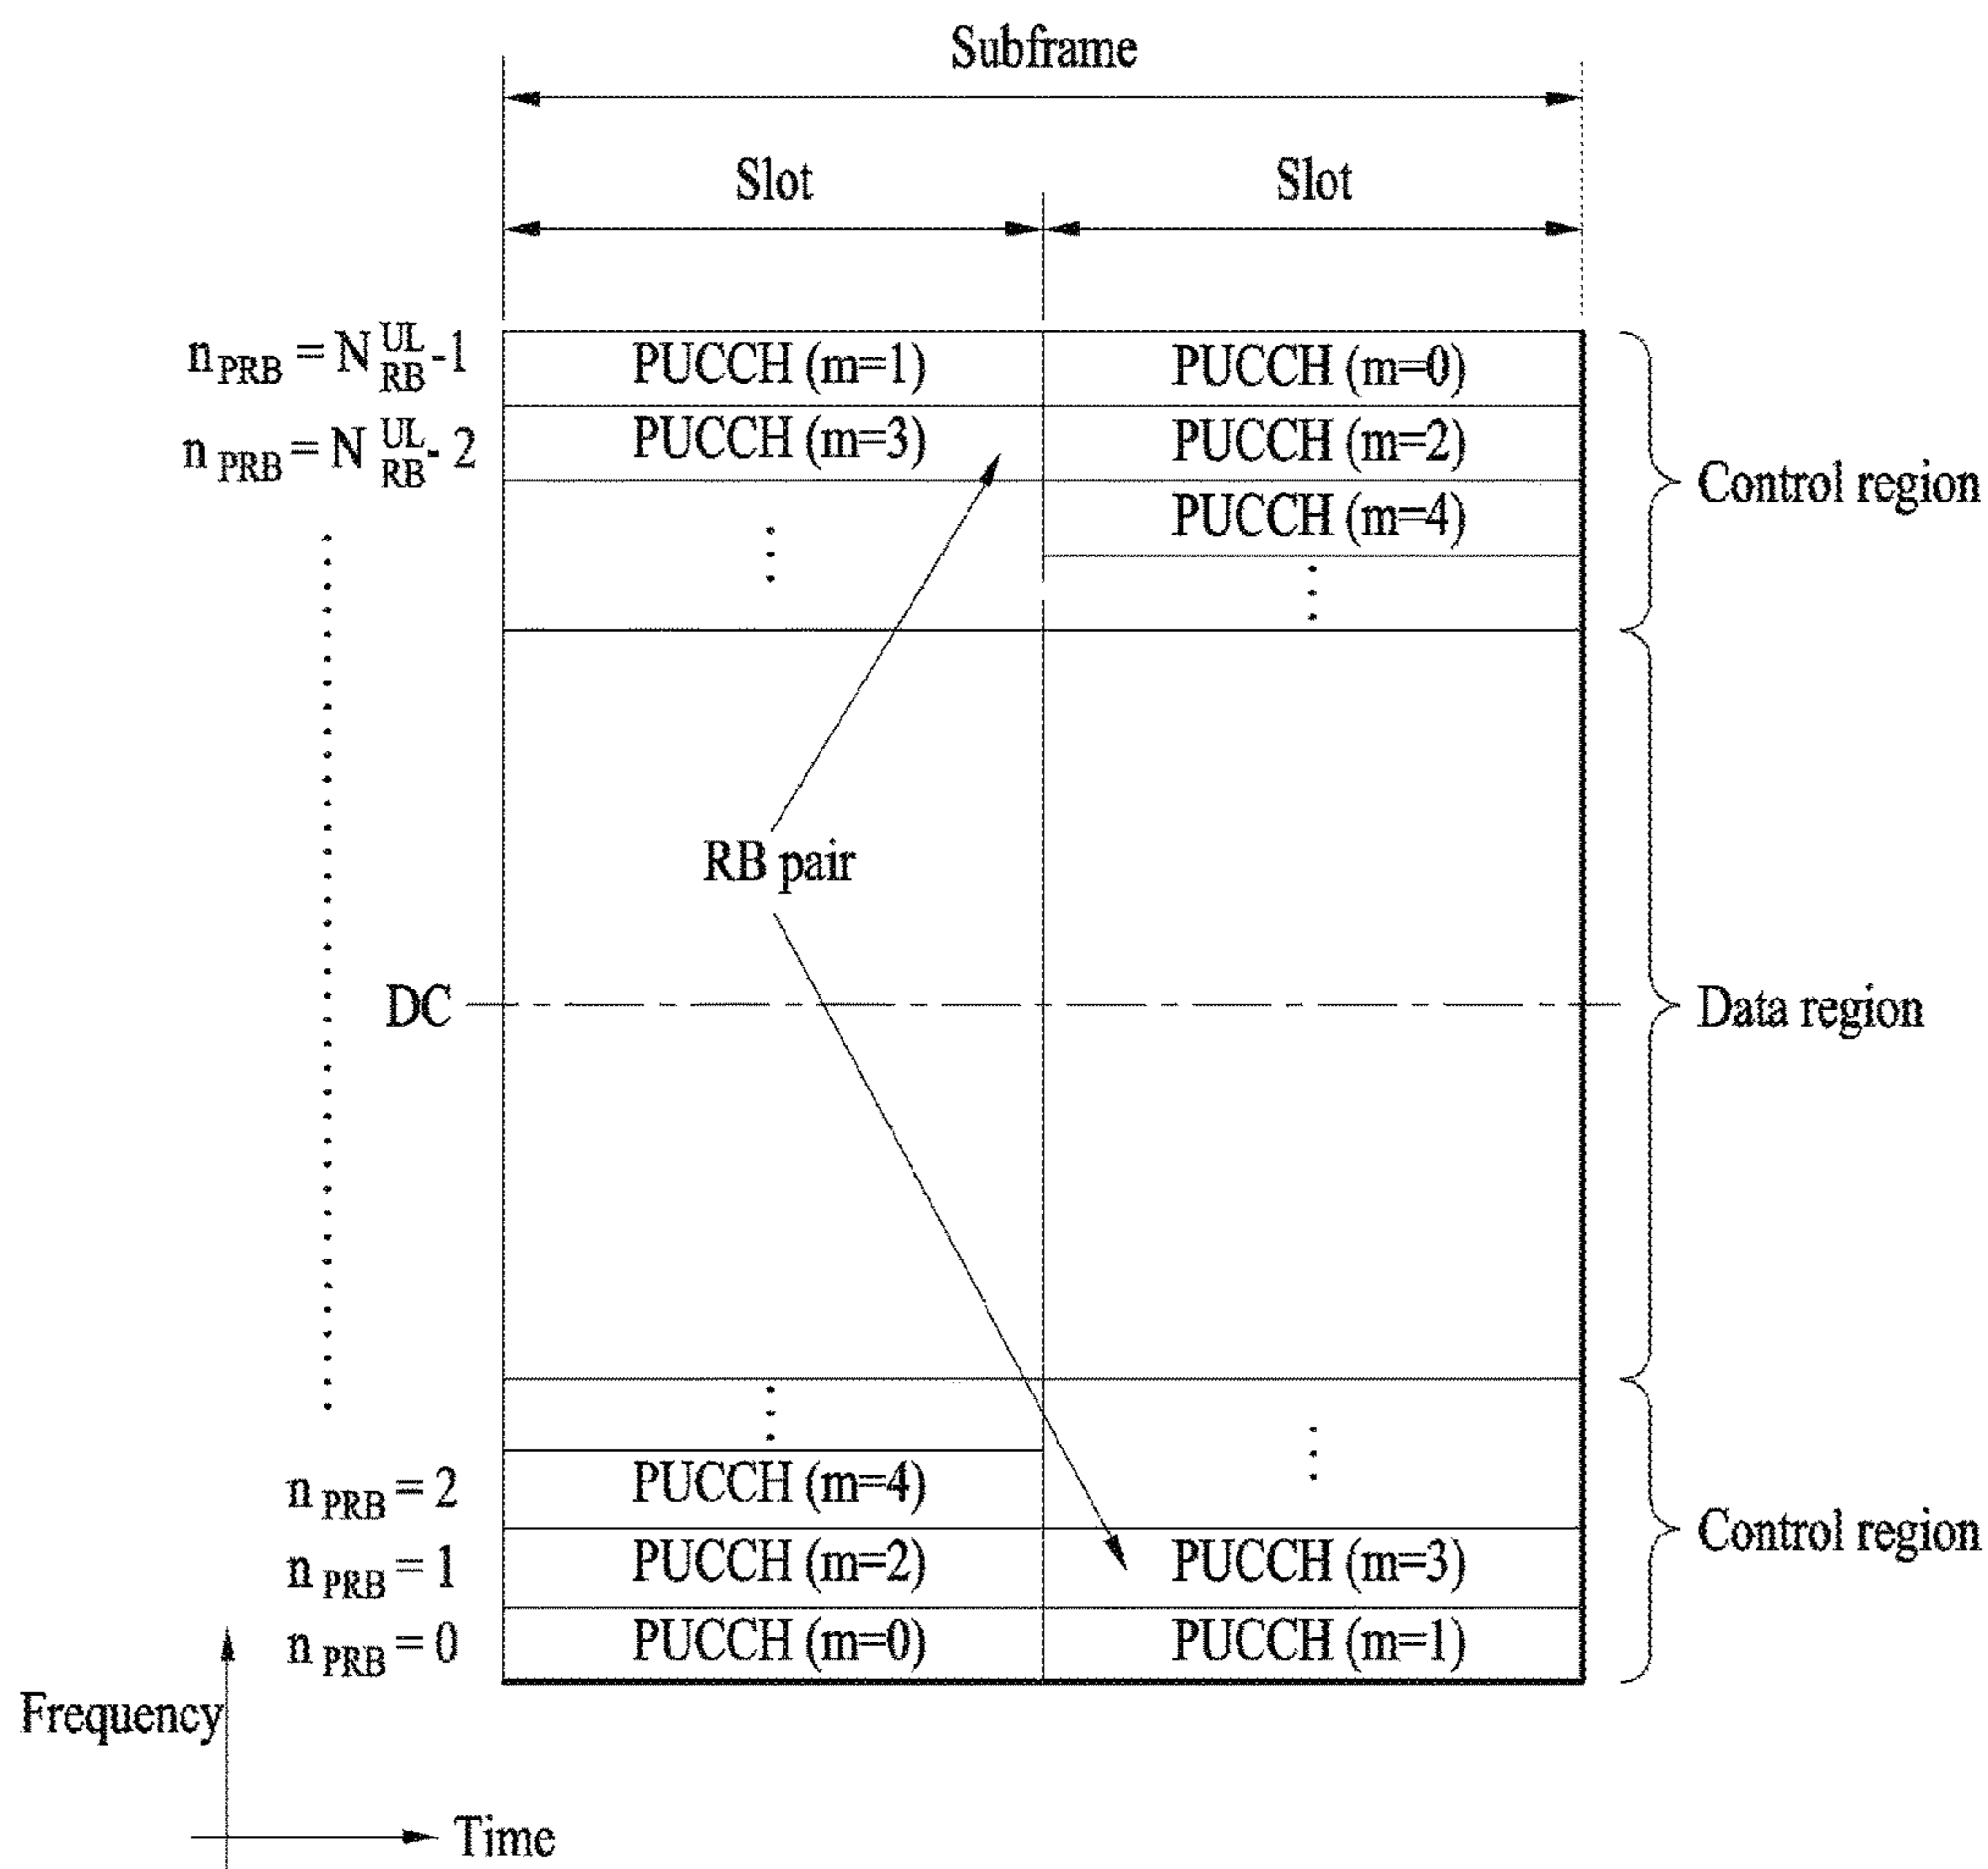 Subframe
Slot Slot
n PRB = N UL RB -1 PUCCH (m=1) PUCCH (m=0)
n PRB = N UL RB - 2 PUCCH (m=3) PUCCH (m=2)
PUCCH (m=4)
Control region
RB pair
DC
Data region
n PRB = 2 PUCCH (m=4)
n PRB = 1 PUCCH (m=2) PUCCH (m=3)
Control region
n PRB = 0 PUCCH (m=0) PUCCH (m=1)
Frequency
Time